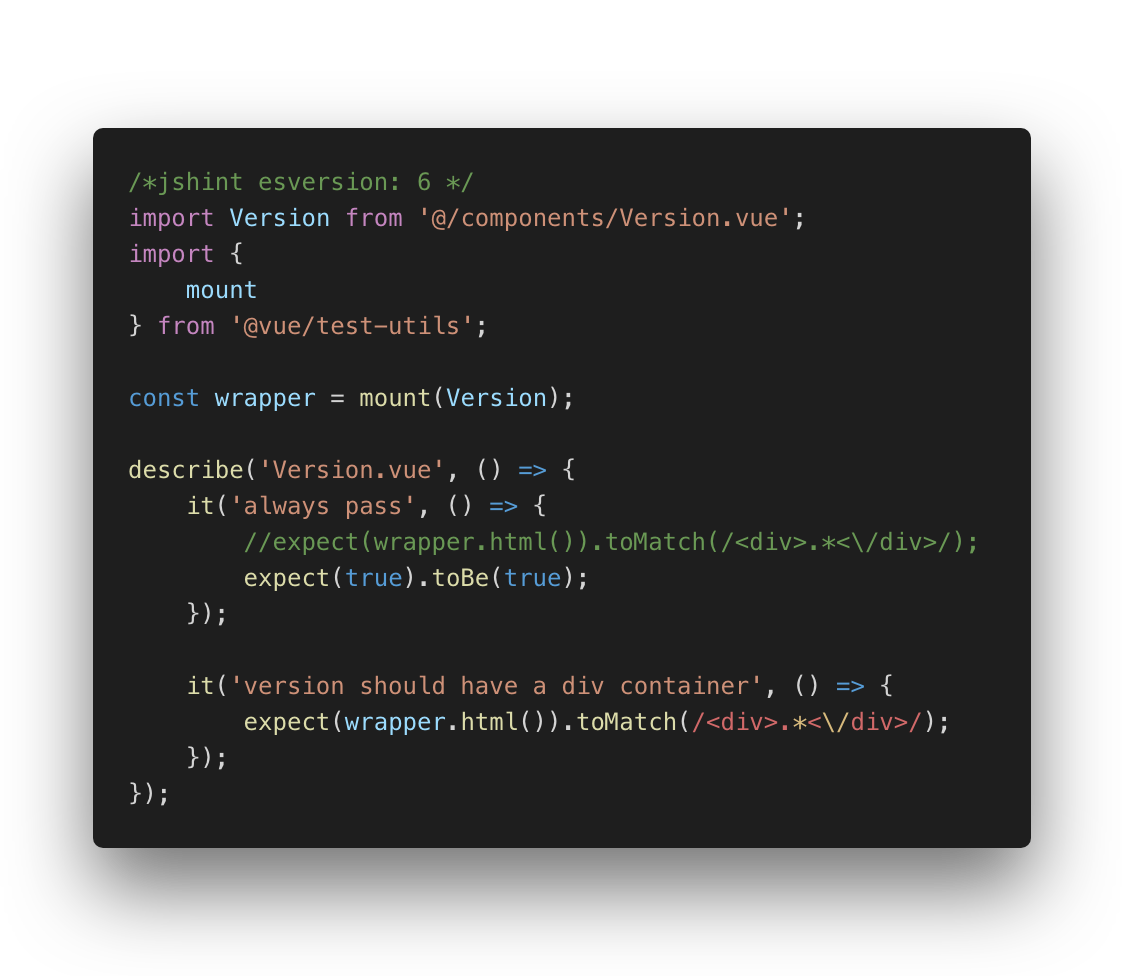 /*jshint esversion: 6 */
import Version from '@/components/Version.vue';
import {
    mount
} from '@vue/test-utils';

const wrapper = mount(Version);

describe('Version.vue', () => {
    it('always pass', () => {
        //expect(wrapper.html()).toMatch(/<div>.*<\/div>/);
        expect(true).toBe(true);
    });

    it('version should have a div container', () => {
        expect(wrapper.html()).toMatch(/<div>.*<\/div>/);
    });
});